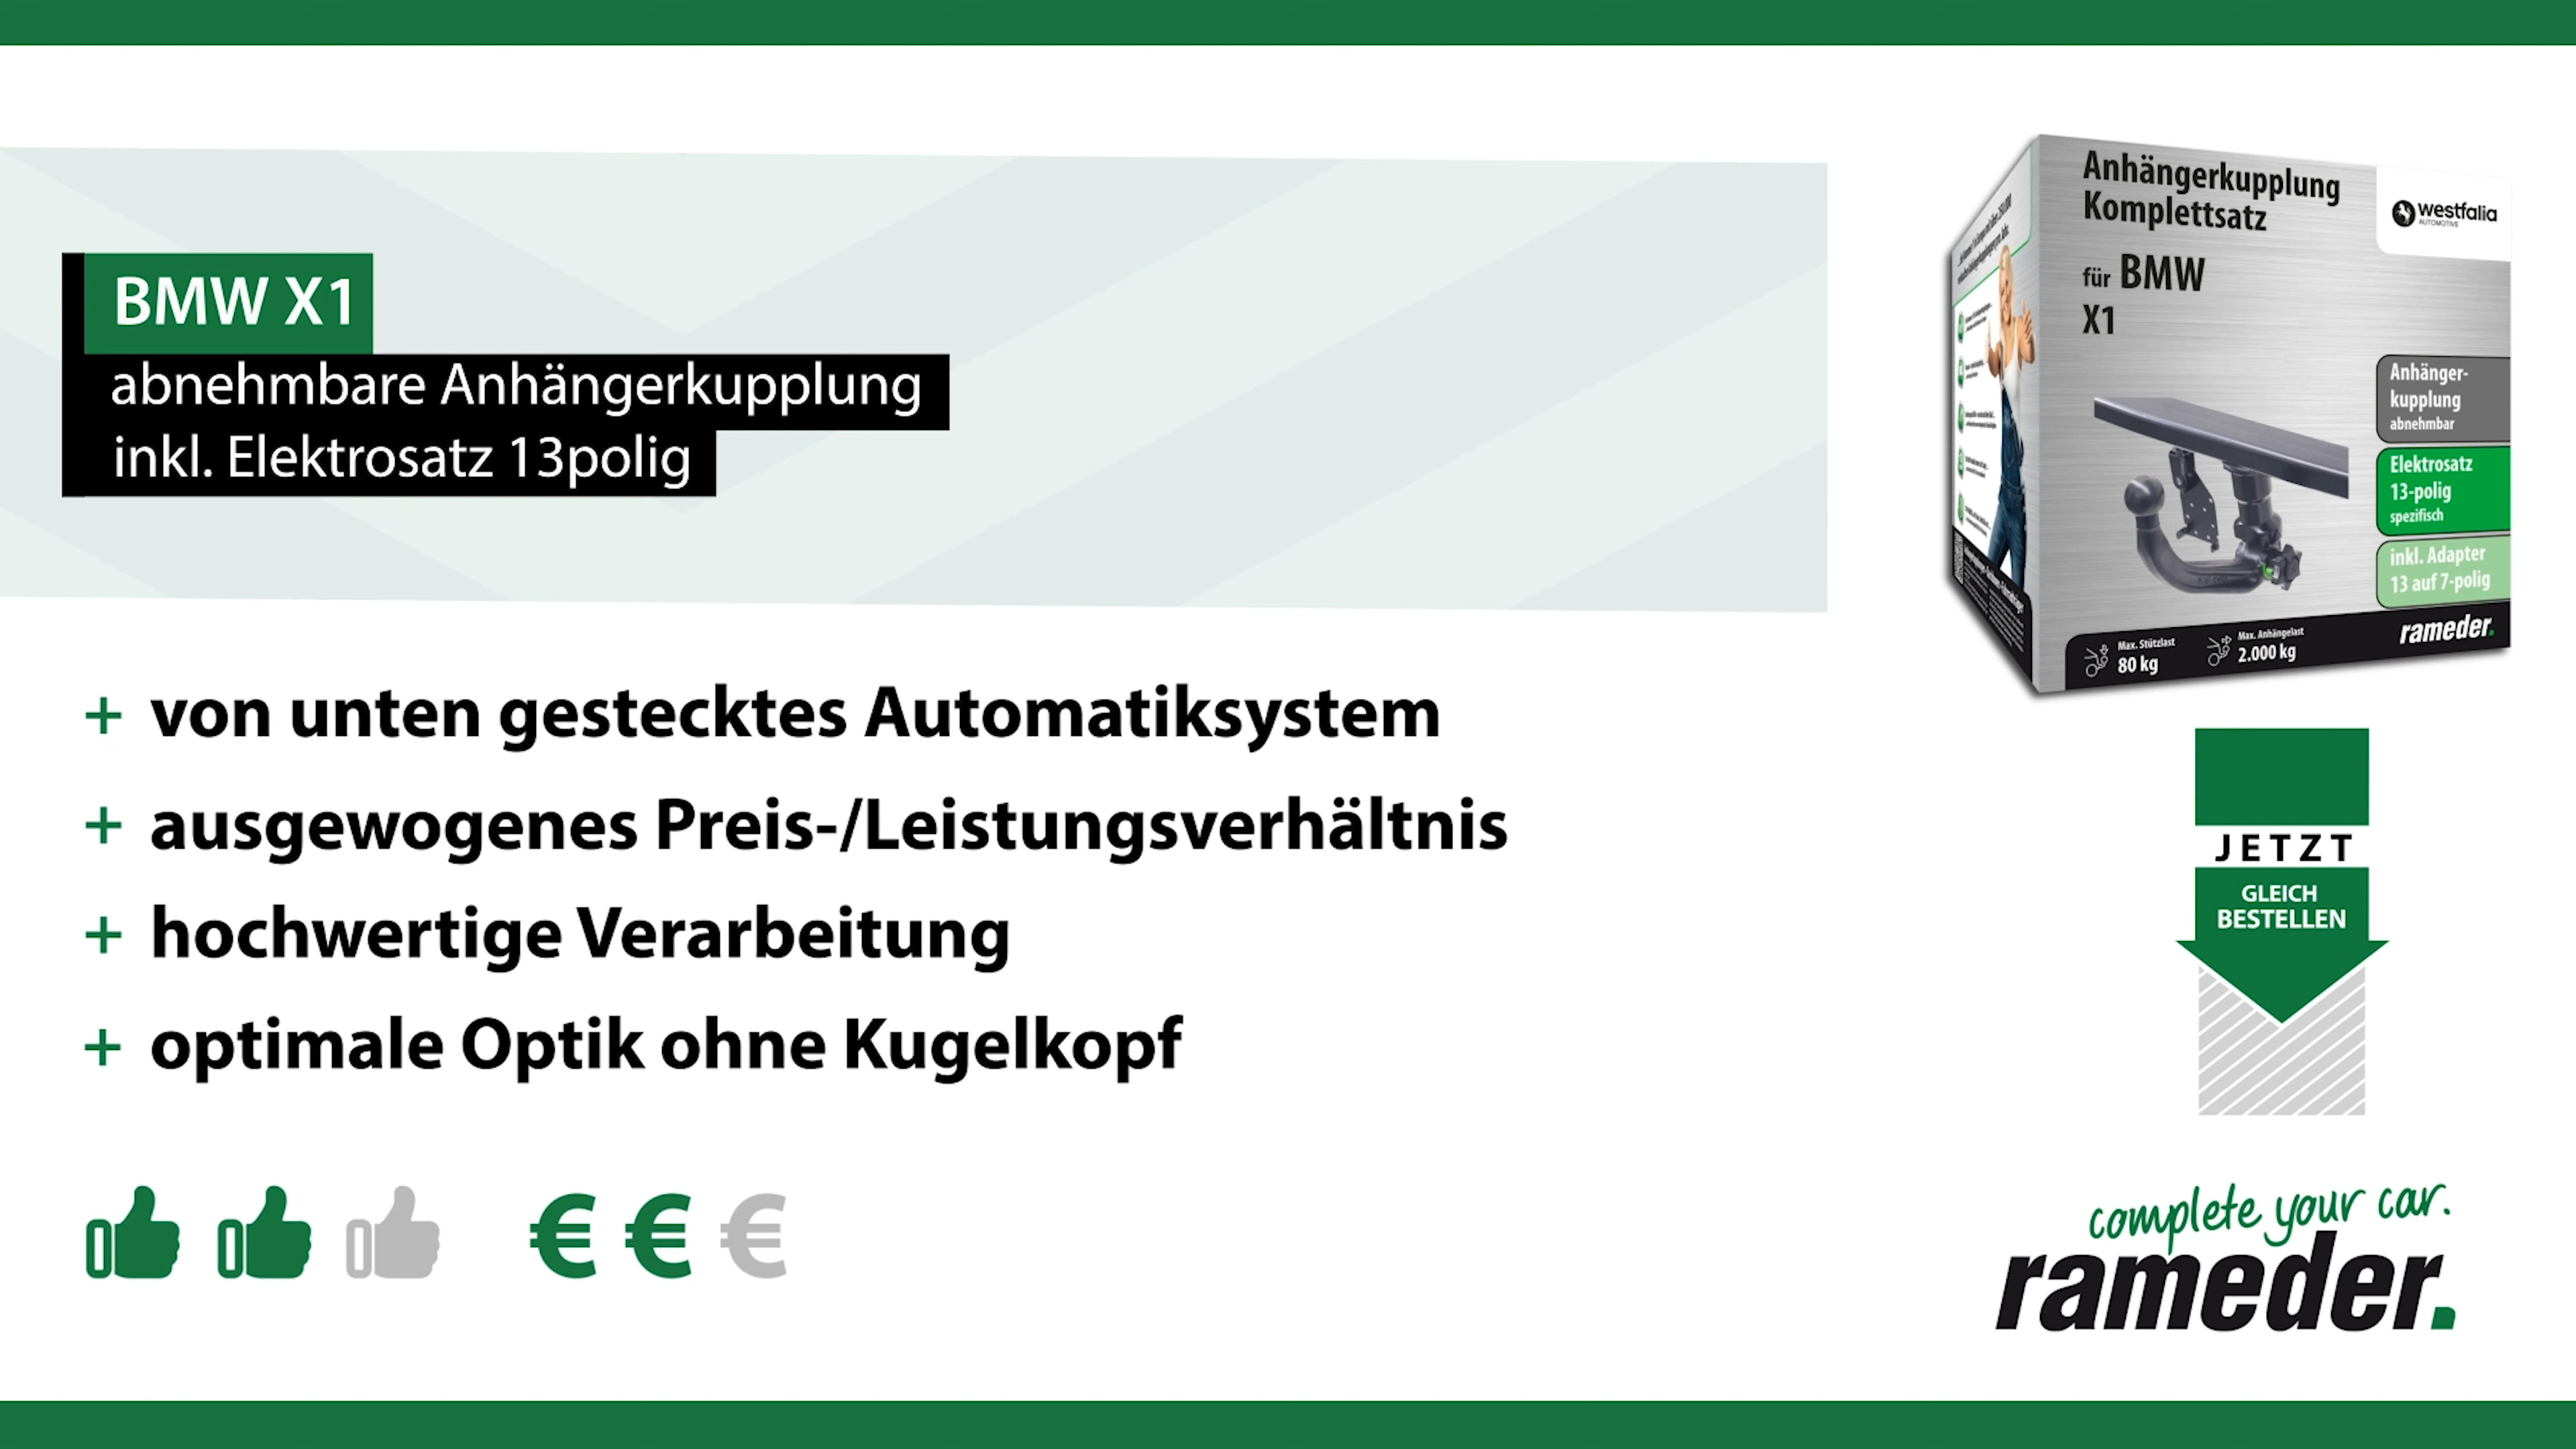 BMW X1
abnehmbare Anhängerkupplung
inkl. Elektrosatz 13polig
+ von unten gestecktes Automatiksystem
+ ausgewogenes Preis-/Leistungsverhältnis
+ hochwertige Verarbeitung
+ optimale Optik ohne Kugelkopf
€ € €
Anhängerkupplung
Komplettsatz
für BMW
X1
westfalia
AUTOMOTIVE
Anhänger-
kupplung
abnehmbar
Elektrosatz
13-polig
spezifisch
inkl. Adapter
13 auf 7-polig
Max. Stützlast
80 kg
Max. Anhängelast
2.000 kg
rameder.
JETZT
GLEICH
BESTELLEN
complete your car.
rameder.